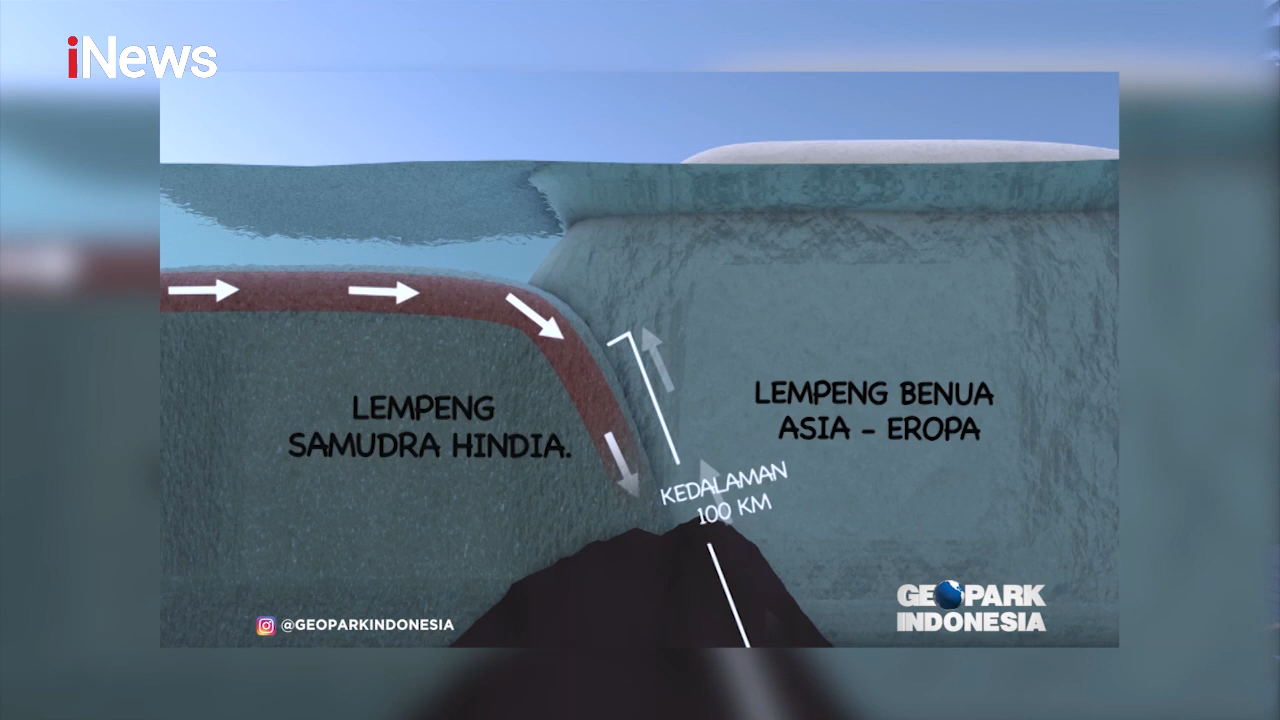 iNews
LEMPENG
SAMUDRA HINDIA.
LEMPENG BENUA
ASIA – EROPA
KEDALAMAN
100 KM
@GEOPARKINDONESIA
GEOPARK
INDONESIA